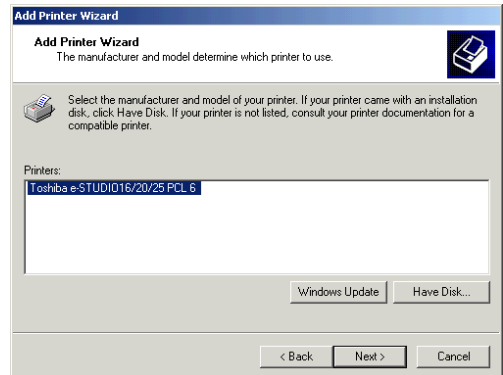 Add Printer Wizard
Add Printer Wizard
The manufacturer and model determine which printer to use.
Select the manufacturer and model of your printer. If your printer came with an installation
disk, click Have Disk. If your printer is not listed, consult your printer documentation for a
compatible printer.
Printers:
Toshiba e-STUDIO16/20/25 PCL 6
Windows Update
Have Disk...
< Back
Next >
Cancel